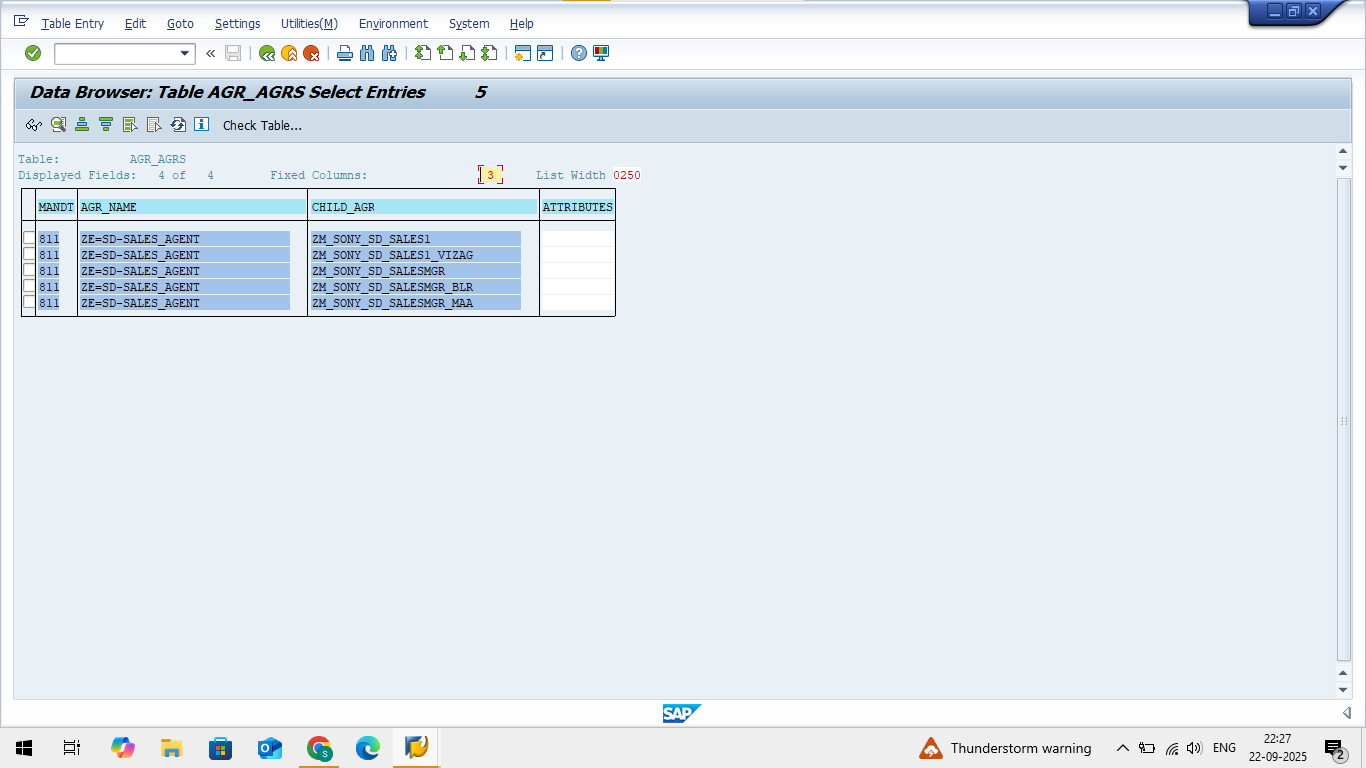 Table Entry Edit Goto Settings Utilities(M) Environment System Help
Data Browser: Table AGR_AGRS Select Entries 5
Check Table...
Table: AGR_AGRS
Displayed Fields: 4 of 4 Fixed Columns: 3 List Width 0250
MANDT AGR_NAME CHILD_AGR ATTRIBUTES
811 ZE=SD-SALES_AGENT ZM_SONY_SD_SALES1
811 ZE=SD-SALES_AGENT ZM_SONY_SD_SALES1_VIZAG
811 ZE=SD-SALES_AGENT ZM_SONY_SD_SALESMGR
811 ZE=SD-SALES_AGENT ZM_SONY_SD_SALESMGR_BLR
811 ZE=SD-SALES_AGENT ZM_SONY_SD_SALESMGR_MAA
SAP
Thunderstorm warning ENG 22:27
22-09-2025 2